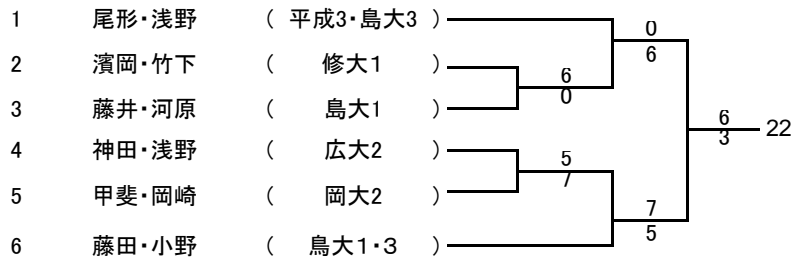 1 尾形・浅野 ( 平成3・島大3 )
0
6
2 濱岡・竹下 ( 修大1 )
6
0
3 藤井・河原 ( 島大1 )
6
3
22
4 神田・浅野 ( 広大2 )
5
7
5 甲斐・岡崎 ( 岡大2 )
7
5
6 藤田・小野 ( 鳥大1・3 )